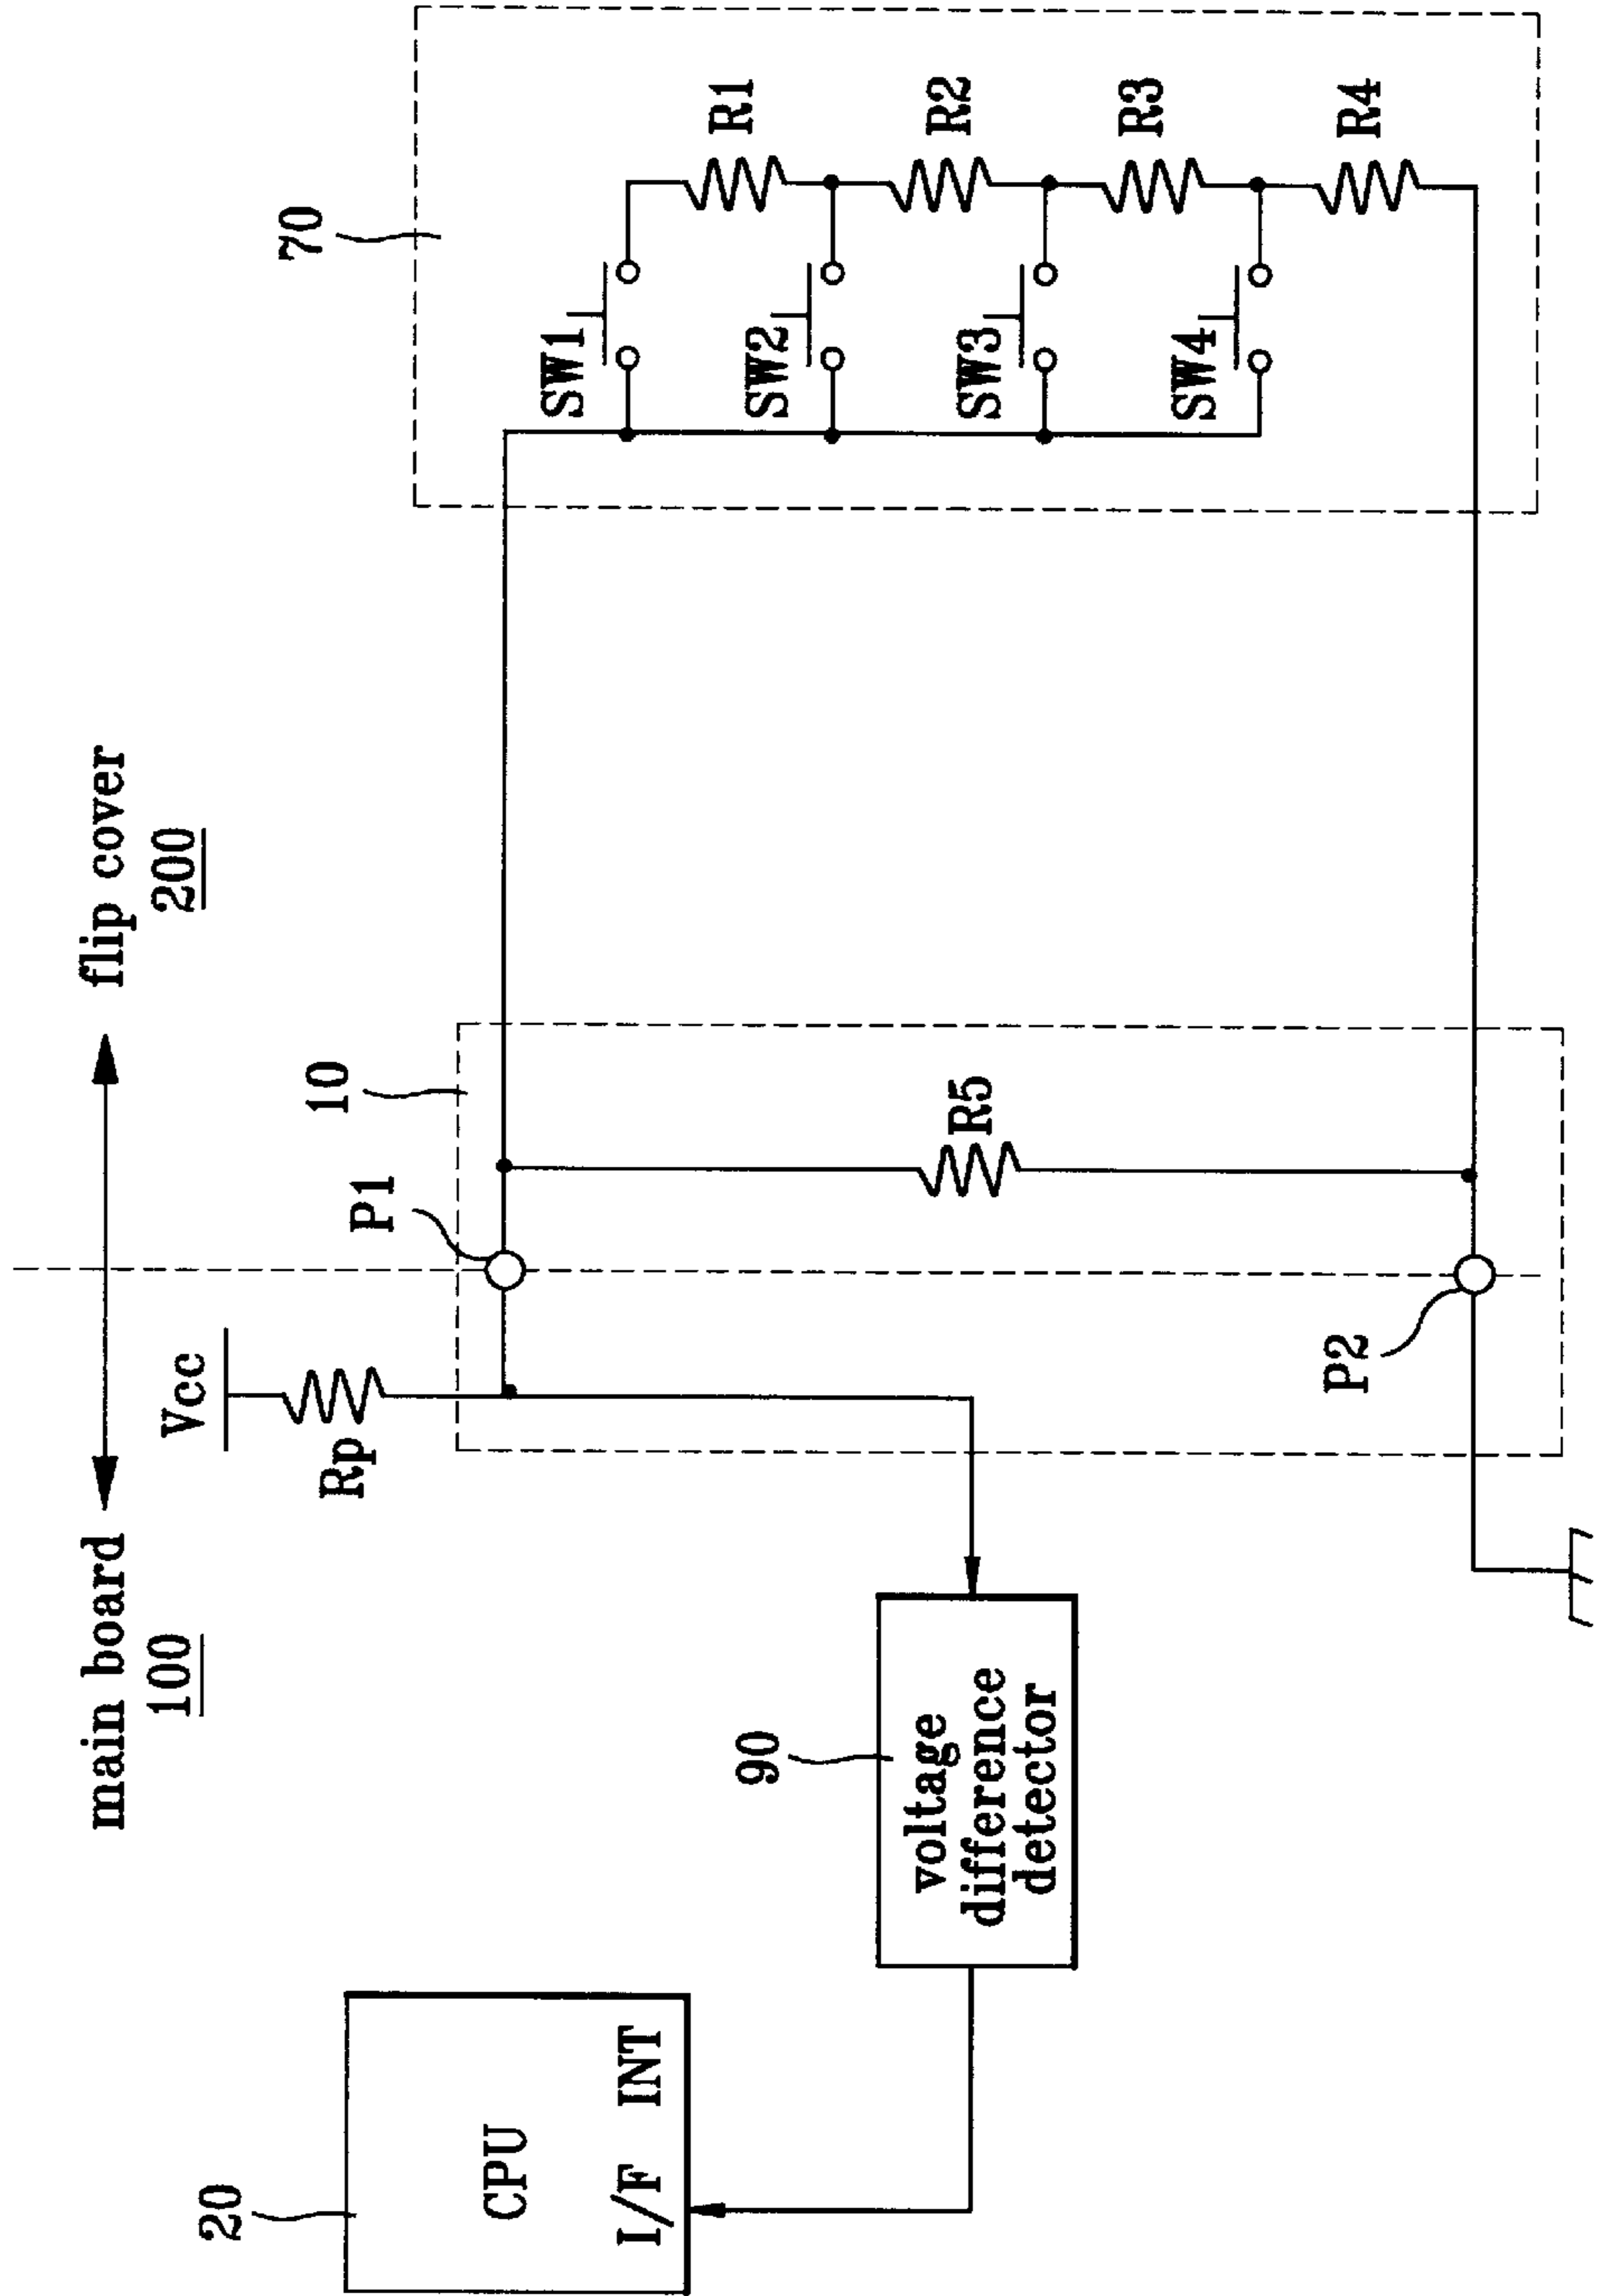 main board
100
flip cover
200
Vcc
Rp
P1
10
R5
P2
70
SW1
R1
SW2
R2
SW3
R3
SW4
R4
20
CPU
I/F INT
90
voltage
difference
detector